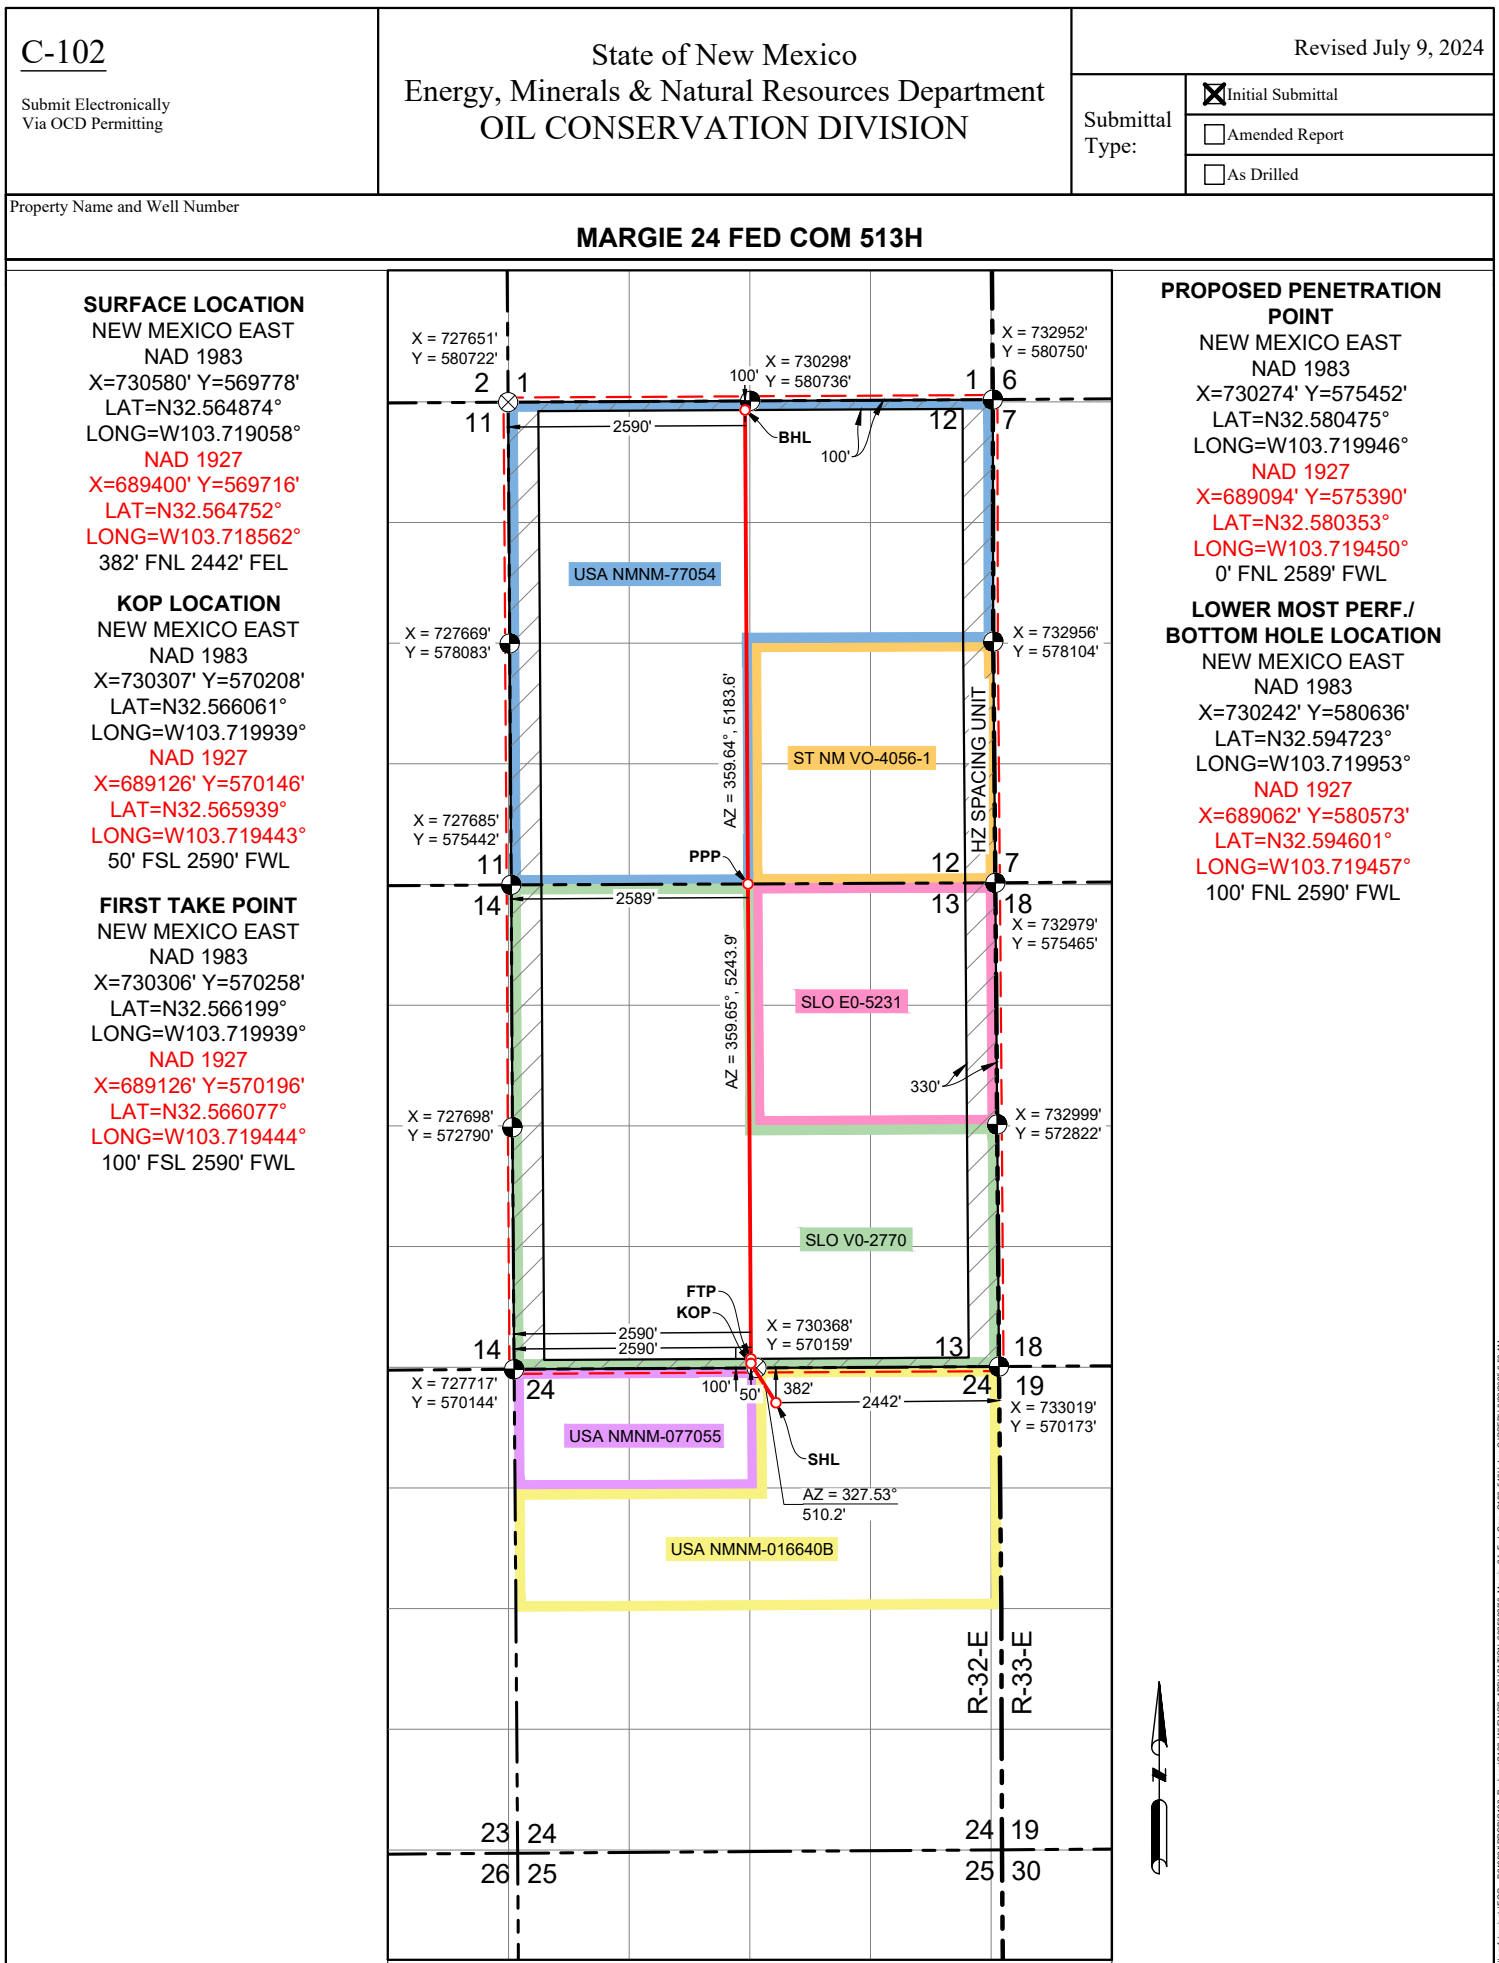 C-102
Submit Electronically
Via OCD Permitting
State of New Mexico
Energy, Minerals & Natural Resources Department
OIL CONSERVATION DIVISION
Revised July 9, 2024
Submittal
Type:
Initial Submittal
Amended Report
As Drilled
Property Name and Well Number
MARGIE 24 FED COM 513H
SURFACE LOCATION
NEW MEXICO EAST
NAD 1983
X=730580' Y=569778'
LAT=N32.564874°
LONG=W103.719058°
NAD 1927
X=689400' Y=569716'
LAT=N32.564752°
LONG=W103.718562°
382' FNL 2442' FEL
KOP LOCATION
NEW MEXICO EAST
NAD 1983
X=730307' Y=570208'
LAT=N32.566061°
LONG=W103.719939°
NAD 1927
X=689126' Y=570146'
LAT=N32.565939°
LONG=W103.719443°
50' FSL 2590' FWL
FIRST TAKE POINT
NEW MEXICO EAST
NAD 1983
X=730306' Y=570258'
LAT=N32.566199°
LONG=W103.719939°
NAD 1927
X=689126' Y=570196'
LAT=N32.566077°
LONG=W103.719444°
100' FSL 2590' FWL
X = 727651'
Y = 580722'
X = 730298'
Y = 580736'
X = 732952'
Y = 580750'
2 1
100'
1 6
11
2590'
BHL
100'
12 7
USA NMNM-77054
X = 727669'
Y = 578083'
X = 732956'
Y = 578104'
AZ = 359.64°, 5183.6'
ST NM VO-4056-1
HZ SPACING UNIT
X = 727685'
Y = 575442'
PPP
11
12 7
14
2589'
13 18
X = 732979'
Y = 575465'
AZ = 359.65°, 5243.9'
SLO E0-5231
330'
X = 727698'
Y = 572790'
X = 732999'
Y = 572822'
SLO V0-2770
FTP
KOP
X = 730368'
Y = 570159'
2590'
2590'
14
13 18
X = 727717'
Y = 570144'
24
100'
50'
382'
2442'
24 19
X = 733019'
Y = 570173'
USA NMNM-077055
SHL
AZ = 327.53°
510.2'
USA NMNM-016640B
R-32-E
R-33-E
23 24
24 19
26 25
25 30
N
PROPOSED PENETRATION
POINT
NEW MEXICO EAST
NAD 1983
X=730274' Y=575452'
LAT=N32.580475°
LONG=W103.719946°
NAD 1927
X=689094' Y=575390'
LAT=N32.580353°
LONG=W103.719450°
0' FNL 2589' FWL
LOWER MOST PERF./
BOTTOM HOLE LOCATION
NEW MEXICO EAST
NAD 1983
X=730242' Y=580636'
LAT=N32.594723°
LONG=W103.719953°
NAD 1927
X=689062' Y=580573'
LAT=N32.594601°
LONG=W103.719457°
100' FNL 2590' FWL